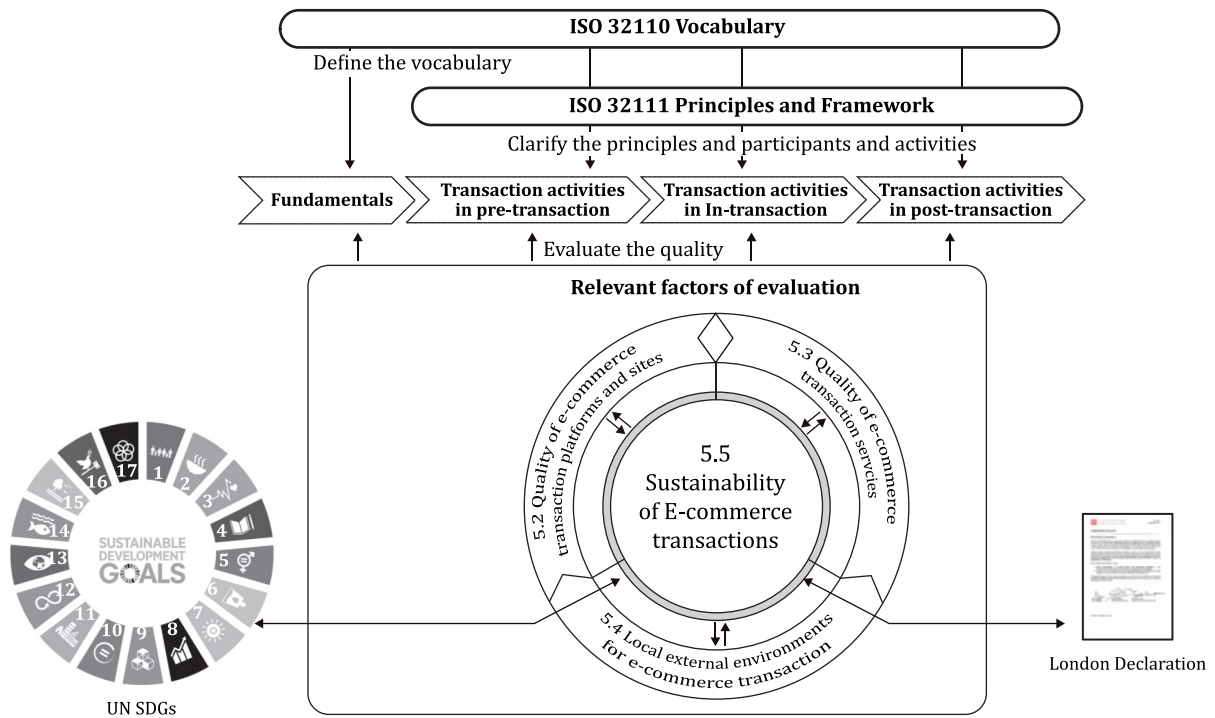 ISO 32110 Vocabulary
Define the vocabulary
ISO 32111 Principles and Framework
Clarify the principles and participants and activities
Fundamentals
Transaction activities
in pre-transaction
Transaction activities
in In-transaction
Transaction activities
in post-transaction
Evaluate the quality
Relevant factors of evaluation
5.2 Quality of e-commerce
transaction platforms and sites
5.3 Quality of e-commerce
transaction servcies
5.5
Sustainability
of E-commerce
transactions
5.4 Local external environments
for e-commerce transaction
SUSTAINABLE
DEVELOPMENT
GOALS
1
2
3
4
5
6
7
8
9
10
11
12
13
14
15
16
17
UN SDGs
London Declaration